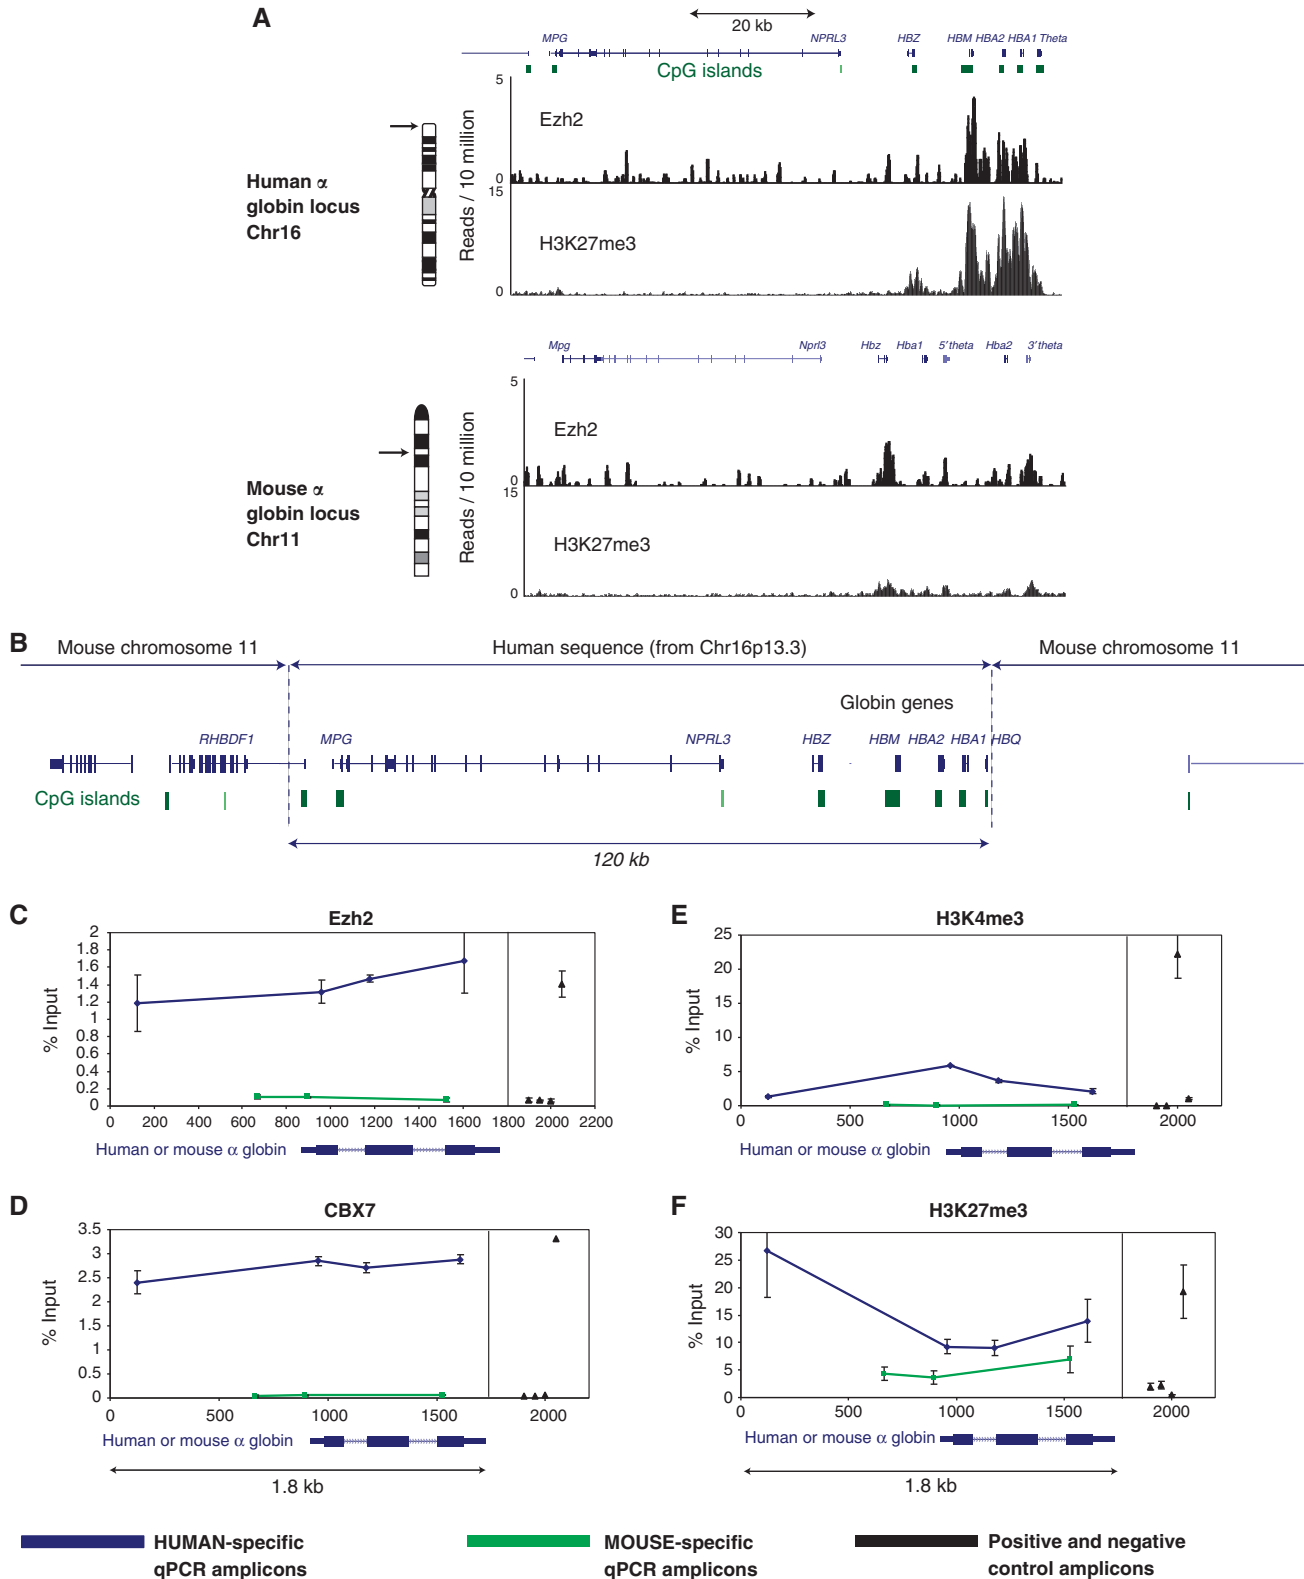 A
20 kb
MPG NPRL3 HBZ HBM HBA2 HBA1 Theta
CpG islands
5
Ezh2
0
15
H3K27me3
0
Reads / 10 million
Human α
globin locus
Chr16
Mpg Nprl3 Hbz Hba1 5' theta Hba2 3' theta
5
Ezh2
0
15
H3K27me3
0
Reads / 10 million
Mouse α
globin locus
Chr11
B
Mouse chromosome 11 Human sequence (from Chr16p13.3) Mouse chromosome 11
Globin genes
RHBDF1 MPG NPRL3 HBZ HBM HBA2 HBA1 HBQ
CpG islands
120 kb
C
Ezh2
% Input
2
1.8
1.6
1.4
1.2
1
0.8
0.6
0.4
0.2
0
0 200 400 600 800 1000 1200 1400 1600 1800 2000 2200
Human or mouse α globin
E
H3K4me3
% Input
25
20
15
10
5
0
0 500 1000 1500 2000
Human or mouse α globin
D
CBX7
% Input
3.5
3
2.5
2
1.5
1
0.5
0
0 500 1000 1500 2000
Human or mouse α globin
1.8 kb
F
H3K27me3
% Input
30
25
20
15
10
5
0
0 500 1000 1500 2000
Human or mouse α globin
1.8 kb
HUMAN-specific
qPCR amplicons
MOUSE-specific
qPCR amplicons
Positive and negative
control amplicons